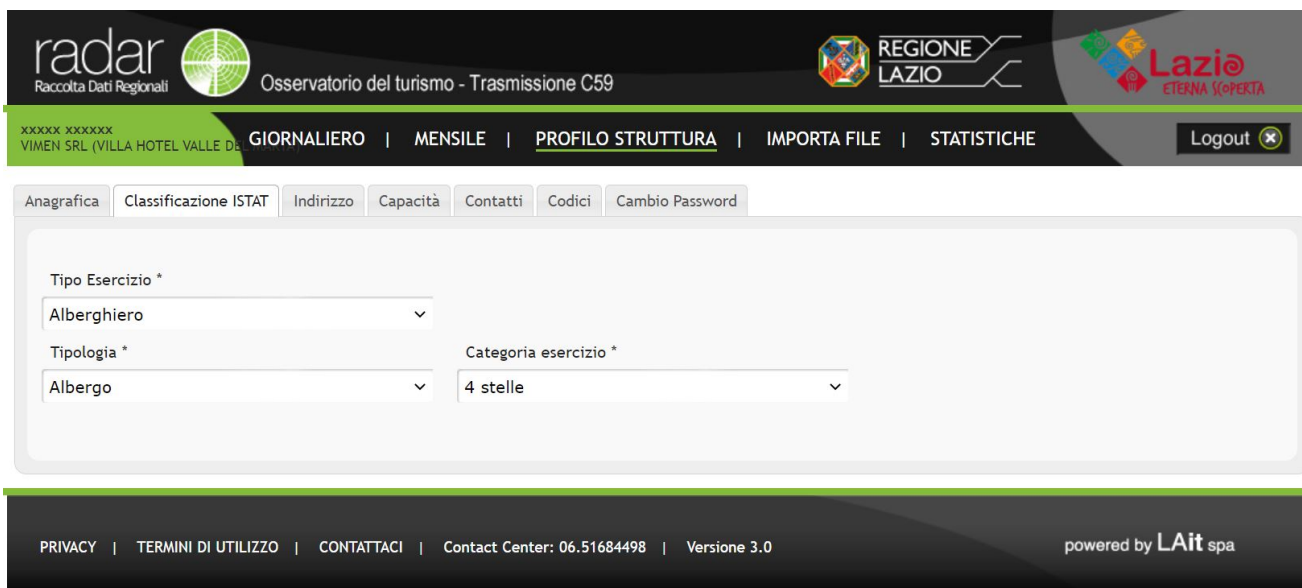 radar
Raccolta Dati Regionali
Osservatorio del turismo - Trasmissione C59
REGIONE
LAZIO
Lazio
ETERNA SCOPERTA
XXXXX XXXXXX
VIMEN SRL (VILLA HOTEL VALLE
GIORNALIERO | MENSILE | PROFILO STRUTTURA | IMPORTA FILE | STATISTICHE
Logout
Anagrafica Classificazione ISTAT Indirizzo Capacità Contatti Codici Cambio Password
Tipo Esercizio *
Alberghiero
Tipologia * Categoria esercizio *
Albergo 4 stelle
PRIVACY | TERMINI DI UTILIZZO | CONTATTACI | Contact Center: 06.51684498 | Versione 3.0
powered by LAit spa